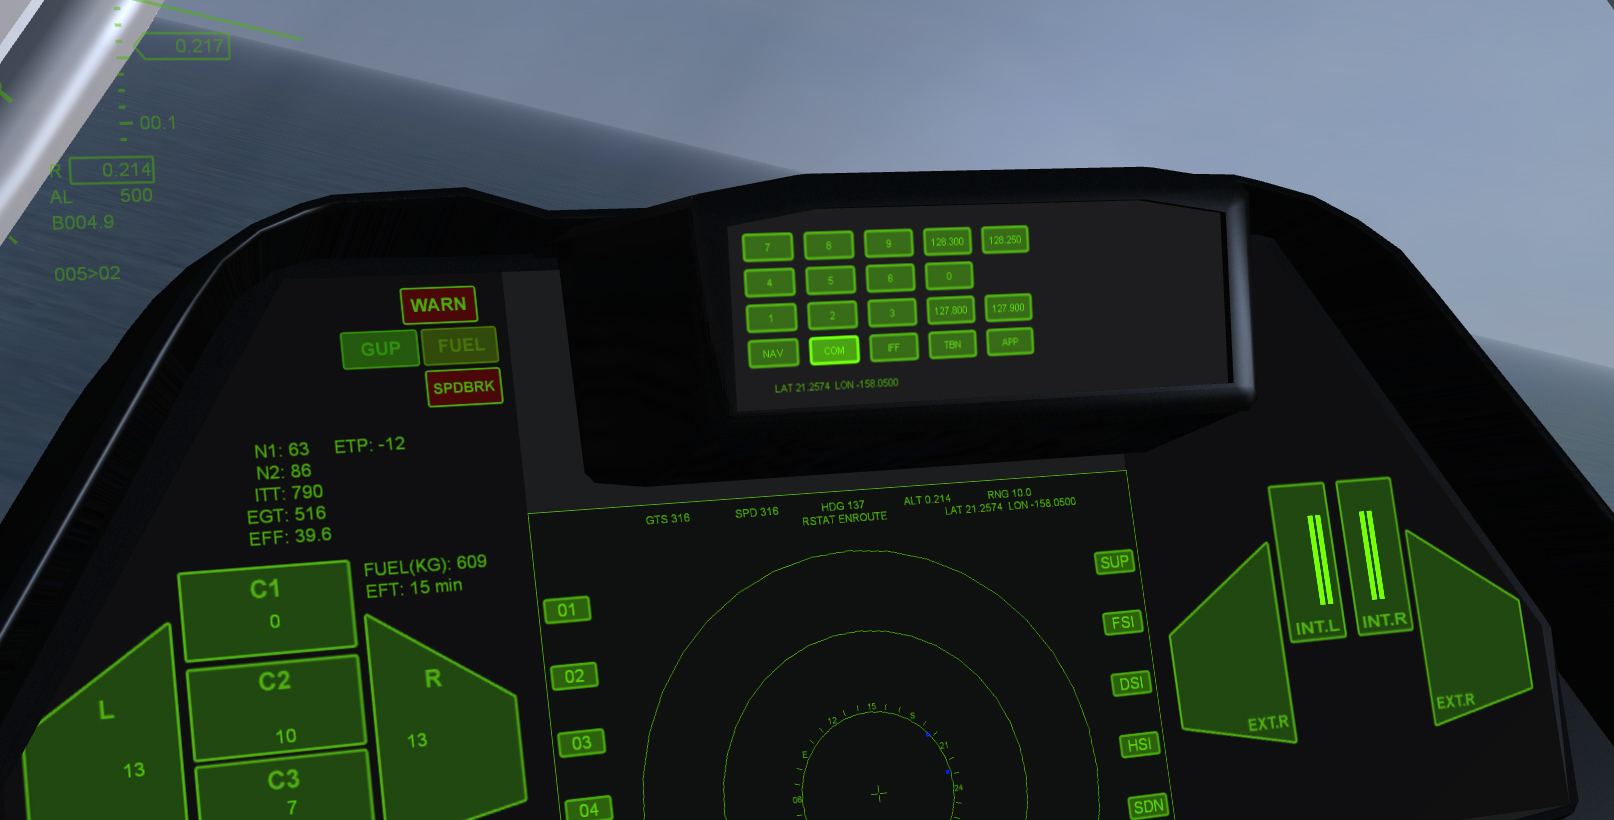 0.217
00.1
R 0.214
AL 500
B004.9
005>02
WARN
GUP FUEL
SPDBRK
N1: 63 ETP: -12
N2: 86
ITT: 790
EGT: 516
EFF: 39.6
FUEL(KG): 609
EFT: 15 min
C1
0
C2
10
C3
7
L
13
R
13
7 8 9 128.300 128.250
4 5 6 0
1 2 3 127.800 127.900
NAV COM IFF TBN APP
LAT 21.2574 LON -158.0500
GTS 316 SPD 316 HDG 137 ALT 0.214 RNG 10.0
RSTAT ENROUTE LAT 21.2574 LON -158.0500
01
02
03
04
SUP
FSI
DSI
HSI
SDN
06 E 12 15 S 21 24
INT.L INT.R
EXT.R EXT.R